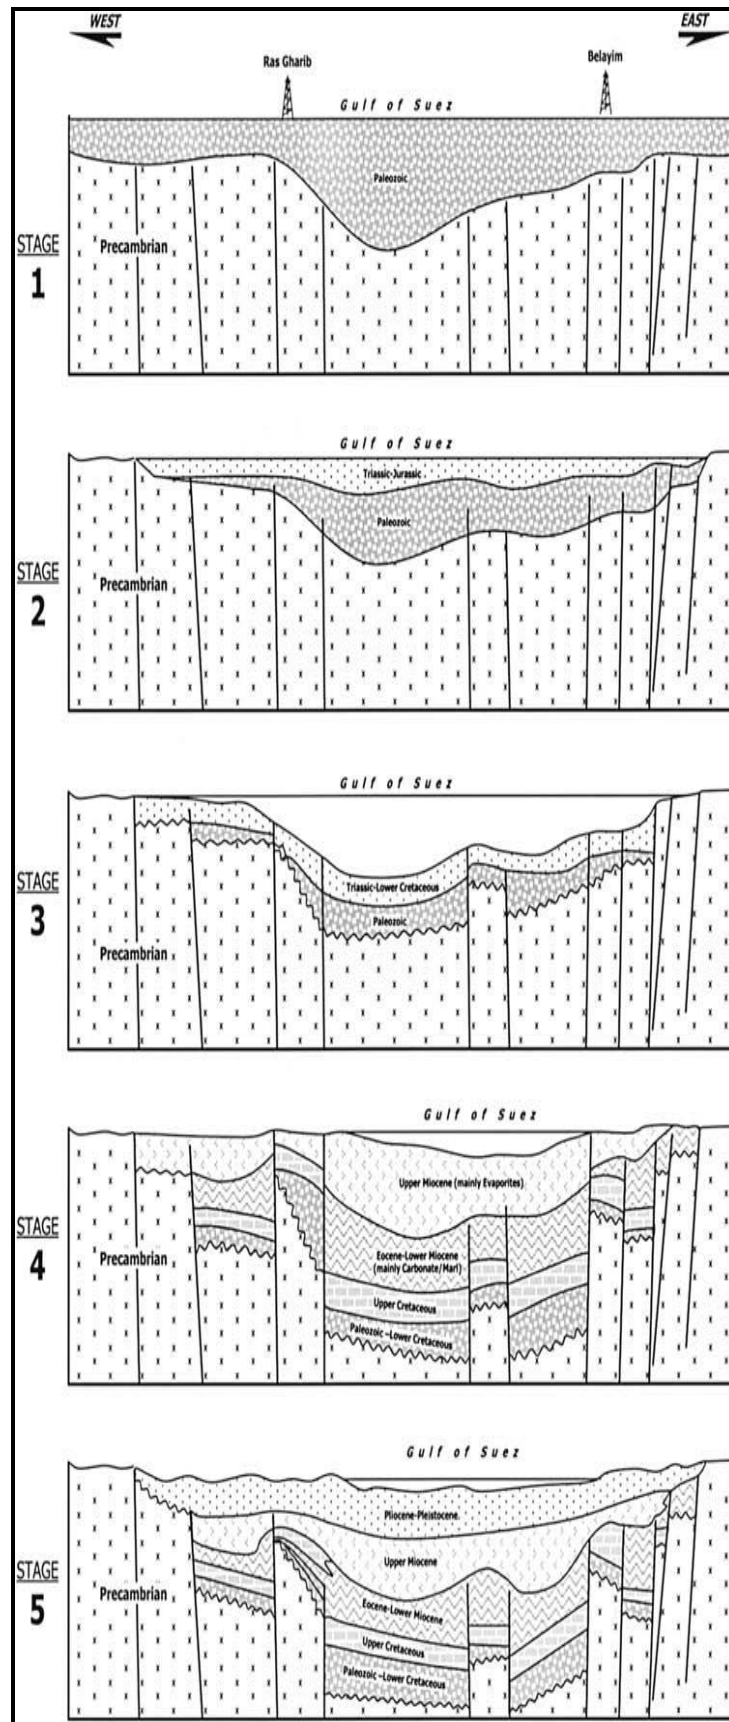 WEST
EAST
Ras Gharib
Belayim
Gulf of Suez
Paleozoic
Precambrian
STAGE
1
Gulf of Suez
Triassic-Jurassic
Paleozoic
Precambrian
STAGE
2
Gulf of Suez
Triassic-Lower Cretaceous
Paleozoic
Precambrian
STAGE
3
Gulf of Suez
Upper Miocene (mainly Evaporites)
Eocene-Lower Miocene
(mainly Carbonate/Marl)
Upper Cretaceous
Paleozoic -Lower Cretaceous
Precambrian
STAGE
4
Gulf of Suez
Pliocene-Pleistocene.
Upper Miocene
Eocene-Lower Miocene
Upper Cretaceous
Paleozoic -Lower Cretaceous
Precambrian
STAGE
5